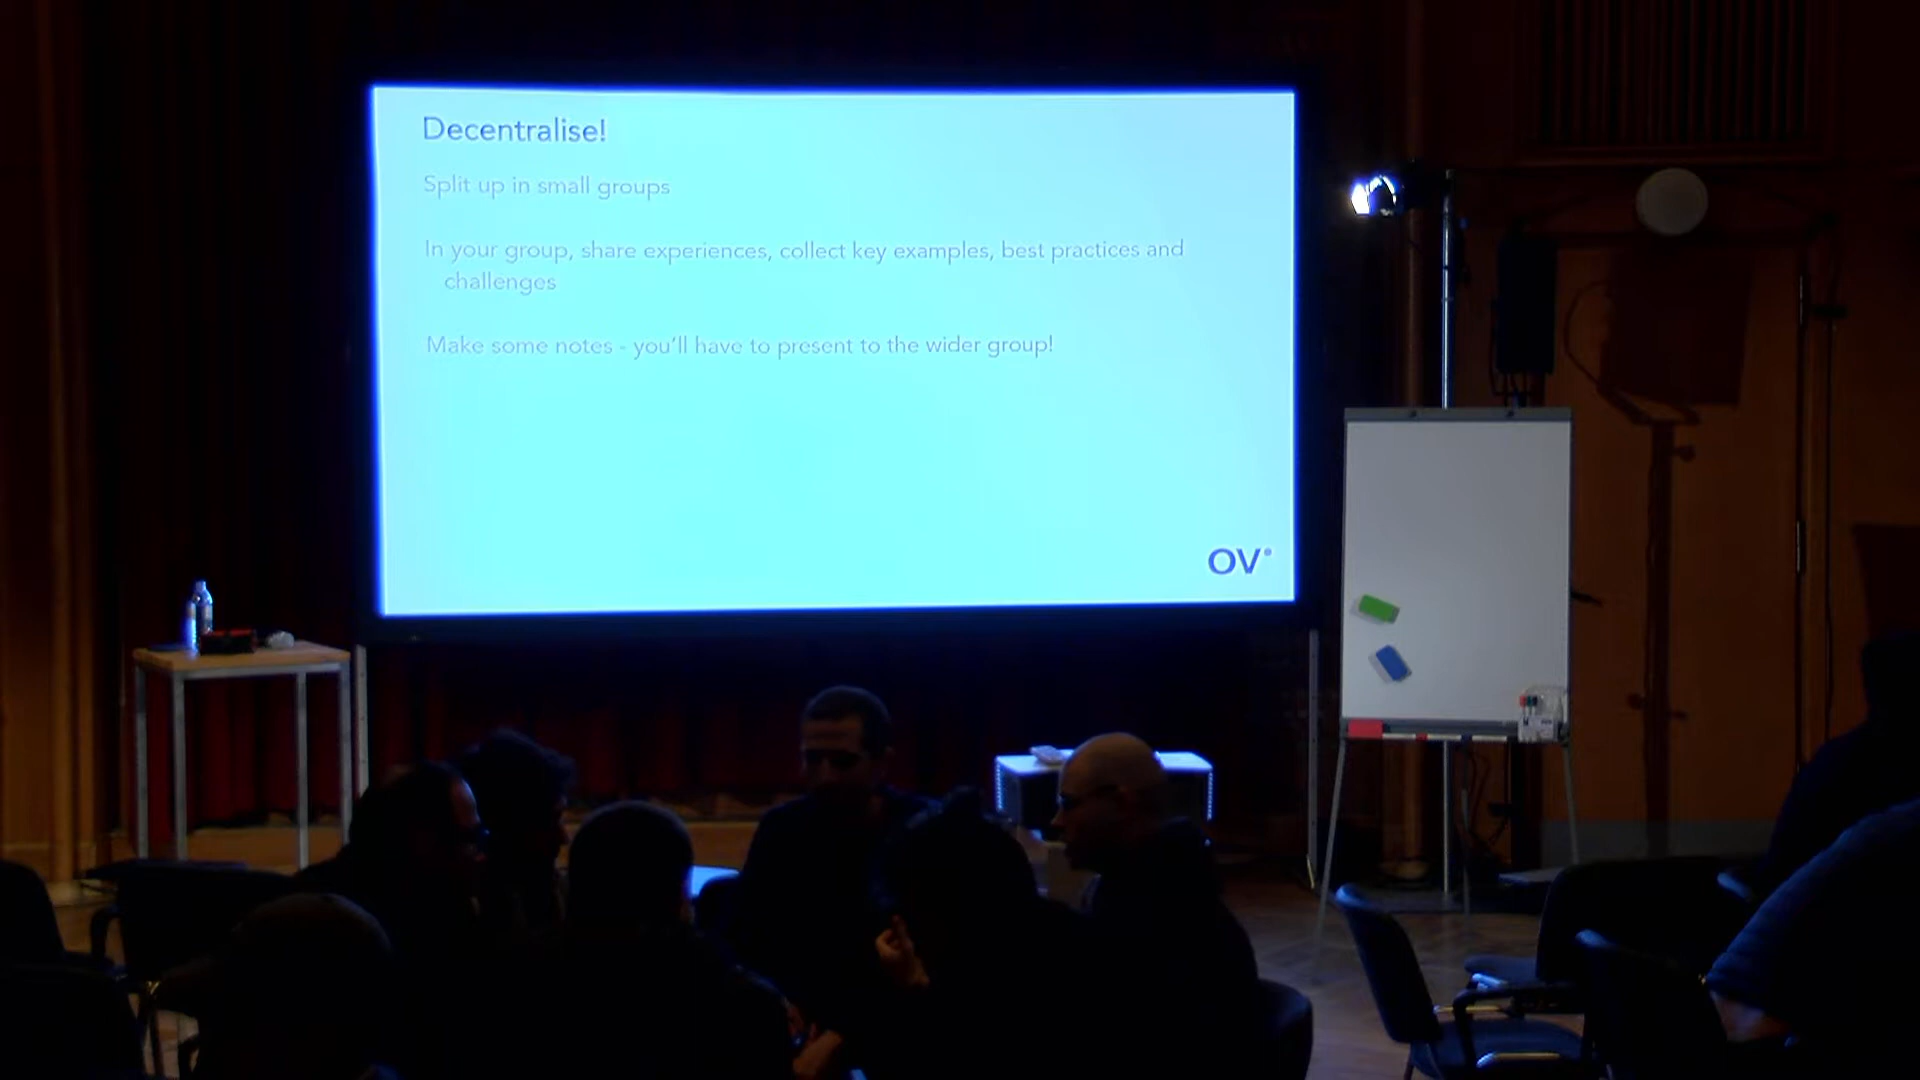 Decentralise!
Split up in small groups
In your group, share experiences, collect key examples, best practices and
challenges
Make some notes - you'll have to present to the wider group!
OV°